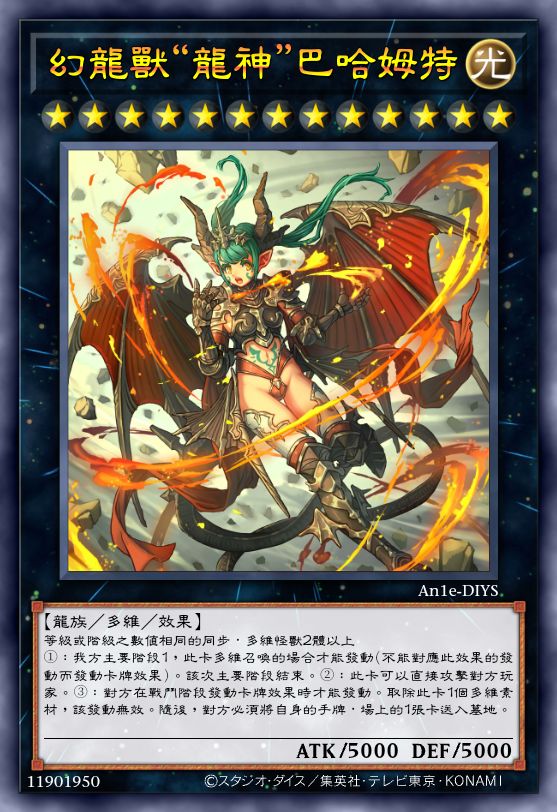 幻龍獸“龍神”巴哈姆特 光
An1e-DIYS
【龍族／多維／效果】
等級或階級之數值相同的同步．多維怪獸2體以上
①：我方主要階段1，此卡多維召喚的場合才能發動(不能對應此效果的發
動而發動卡牌效果)。該次主要階段結束。②：此卡可以直接攻擊對方玩
家。③：對方在戰鬥階段發動卡牌效果時才能發動。取除此卡1個多維素
材，該發動無效。隨後，對方必須將自身的手牌．場上的1張卡送入墓地。
ATK/5000 DEF/5000
11901950 ©スタジオ・ダイス／集英社・テレビ東京・KONAMI